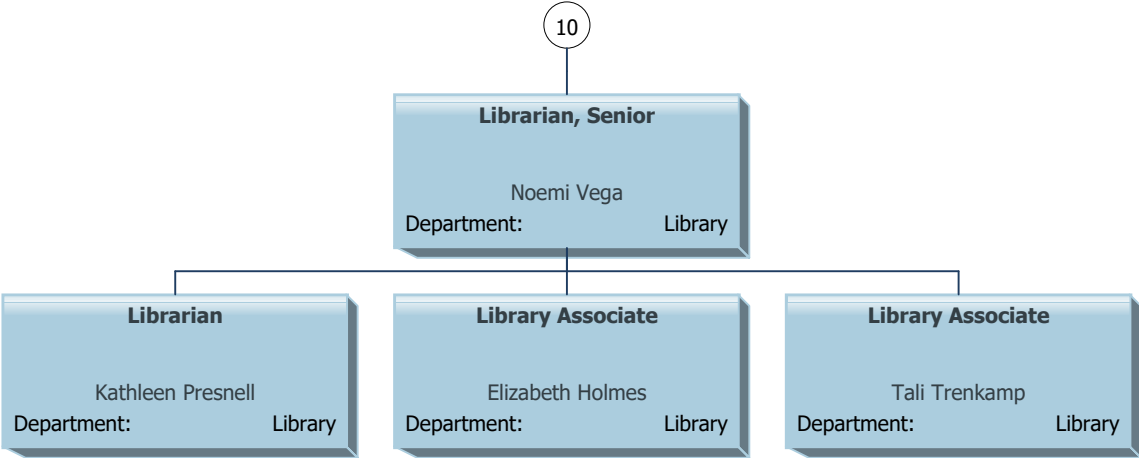 10
Librarian, Senior
Noemi Vega
Department: Library
Librarian
Kathleen Presnell
Department: Library
Library Associate
Elizabeth Holmes
Department: Library
Library Associate
Tali Trenkamp
Department: Library